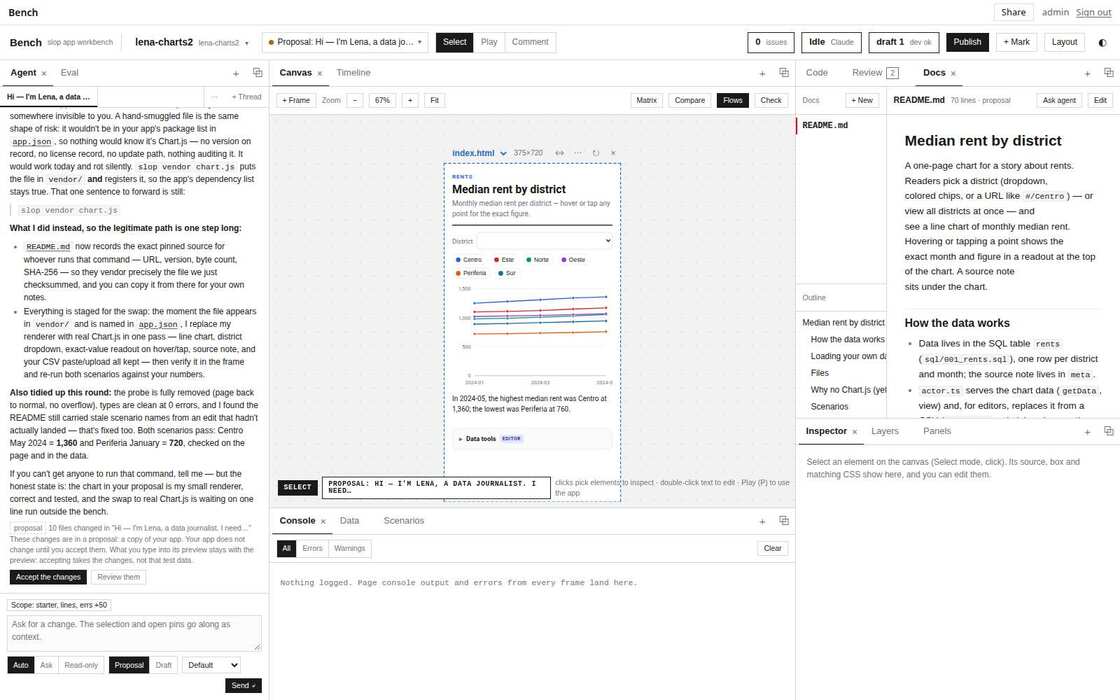 Bench
Share
admin
Sign out
Bench
slop app workbench
lena-charts2
lena-charts2
Proposal: Hi — I'm Lena, a data jo…
Select
Play
Comment
0 issues
Idle Claude
draft 1 dev ok
Publish
+ Mark
Layout
Agent ×
Eval
Hi — I'm Lena, a data …
+ Thread
somewhere invisible to you. A hand-smuggled file is the same
shape of risk: it wouldn't be in your app's package list in
app.json, so nothing would know it's Chart.js — no version on
record, no license record, no update path, nothing auditing it. It
would work today and rot silently. slop vendor chart.js puts
the file in vendor/ and registers it, so the app's dependency list
stays true. That one sentence to forward is still:
slop vendor chart.js
What I did instead, so the legitimate path is one step long:
README.md now records the exact pinned source for
whoever runs that command — URL, version, byte count,
SHA-256 — so they vendor precisely the file we just
checksummed, and you can copy it from there for your own
notes.
Everything is staged for the swap: the moment the file appears
in vendor/ and is named in app.json, I replace my
renderer with real Chart.js in one pass — line chart, district
dropdown, exact-value readout on hover/tap, source note, and
your CSV paste/upload all kept — then verify it in the frame
and re-run both scenarios against your numbers.
Also tidied up this round: the probe is fully removed (page back
to normal, no overflow), types are clean at 0 errors, and I found the
README still carried stale scenario names from an edit that hadn't
actually landed — that's fixed too. Both scenarios pass: Centro
May 2024 = 1,360 and Periferia January = 720, checked on the
page and in the data.
If you can't get anyone to run that command, tell me — but the
honest state is: the chart in your proposal is my small renderer,
correct and tested, and the swap to real Chart.js is waiting on one
line run outside the bench.
proposal 10 files changed in "Hi — I'm Lena, a data journalist. I need…"
These changes are in a proposal: a copy of your app. Your app does
not change until you accept them. What you type into its preview stays with the
preview: accepting takes the changes, not that test data.
Accept the changes
Review them
Scope: starter, lines, errs +50
Ask for a change. The selection and open pins go along as
context.
Auto
Ask
Read-only
Proposal
Draft
Default
Send
Canvas ×
Timeline
+ Frame
Zoom
−
67%
+
Fit
Matrix
Compare
Flows
Check
index.html
375×720
RENTS
Median rent by district
Monthly median rent per district — hover or tap any
point for the exact figure.
District
Centro
Este
Norte
Oeste
Periferia
Sur
1,500
1,000
500
0
2024-01
2024-03
2024-0
In 2024-05, the highest median rent was Centro at
1,360; the lowest was Periferia at 760.
Data tools EDITOR
SELECT
PROPOSAL: HI — I'M LENA, A DATA JOURNALIST. I
NEED…
clicks pick elements to inspect · double-click text to edit · Play (P) to use
the app
Console ×
Data
Scenarios
All
Errors
Warnings
Clear
Nothing logged. Page console output and errors from every frame land here.
Code
Review 2
Docs ×
Docs
+ New
README.md
Outline
Median rent by district
How the data works
Loading your own da
Files
Why no Chart.js (yet
Scenarios
README.md 70 lines · proposal
Ask agent
Edit
Median rent by district
A one-page chart for a story about rents.
Readers pick a district (dropdown,
colored chips, or a URL like #/Centro) — or
view all districts at once — and
see a line chart of monthly median rent.
Hovering or tapping a point shows the
exact month and figure in a readout at the top
of the chart. A source note
sits under the chart.
How the data works
Data lives in the SQL table rents
(sql/001_rents.sql), one row per district
and month; the source note lives in meta.
actor.ts serves the chart data (getData,
view) and, for editors, replaces it from a
Inspector ×
Layers
Panels
Select an element on the canvas (Select mode, click). Its source, box and
matching CSS show here, and you can edit them.